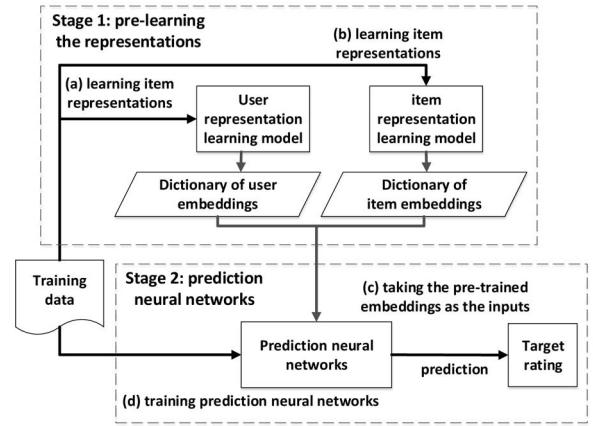 Stage 1: pre-learning
the representations
(b) learning item
representations
(a) learning item
representations
User
representation
learning model
item
representation
learning model
Dictionary of user
embeddings
Dictionary of
item embeddings
Training
data
Stage 2: prediction
neural networks
(c) taking the pre-trained
embeddings as the inputs
Prediction neural
networks
prediction
Target
rating
(d) training prediction neural networks